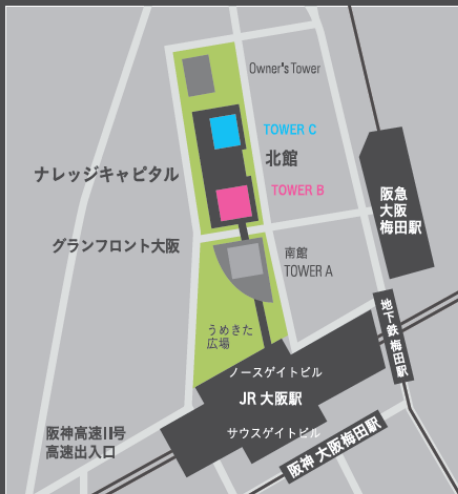 Owner's Tower
TOWER C
北館
ナレッジキャピタル
TOWER B
阪急
大阪
梅田駅
グランフロント大阪
南館
TOWER A
地下鉄 梅田駅
うめきた
広場
ノースゲイトビル
JR 大阪駅
サウスゲイトビル
阪神 大阪梅田駅
阪神高速11号
高速出入口